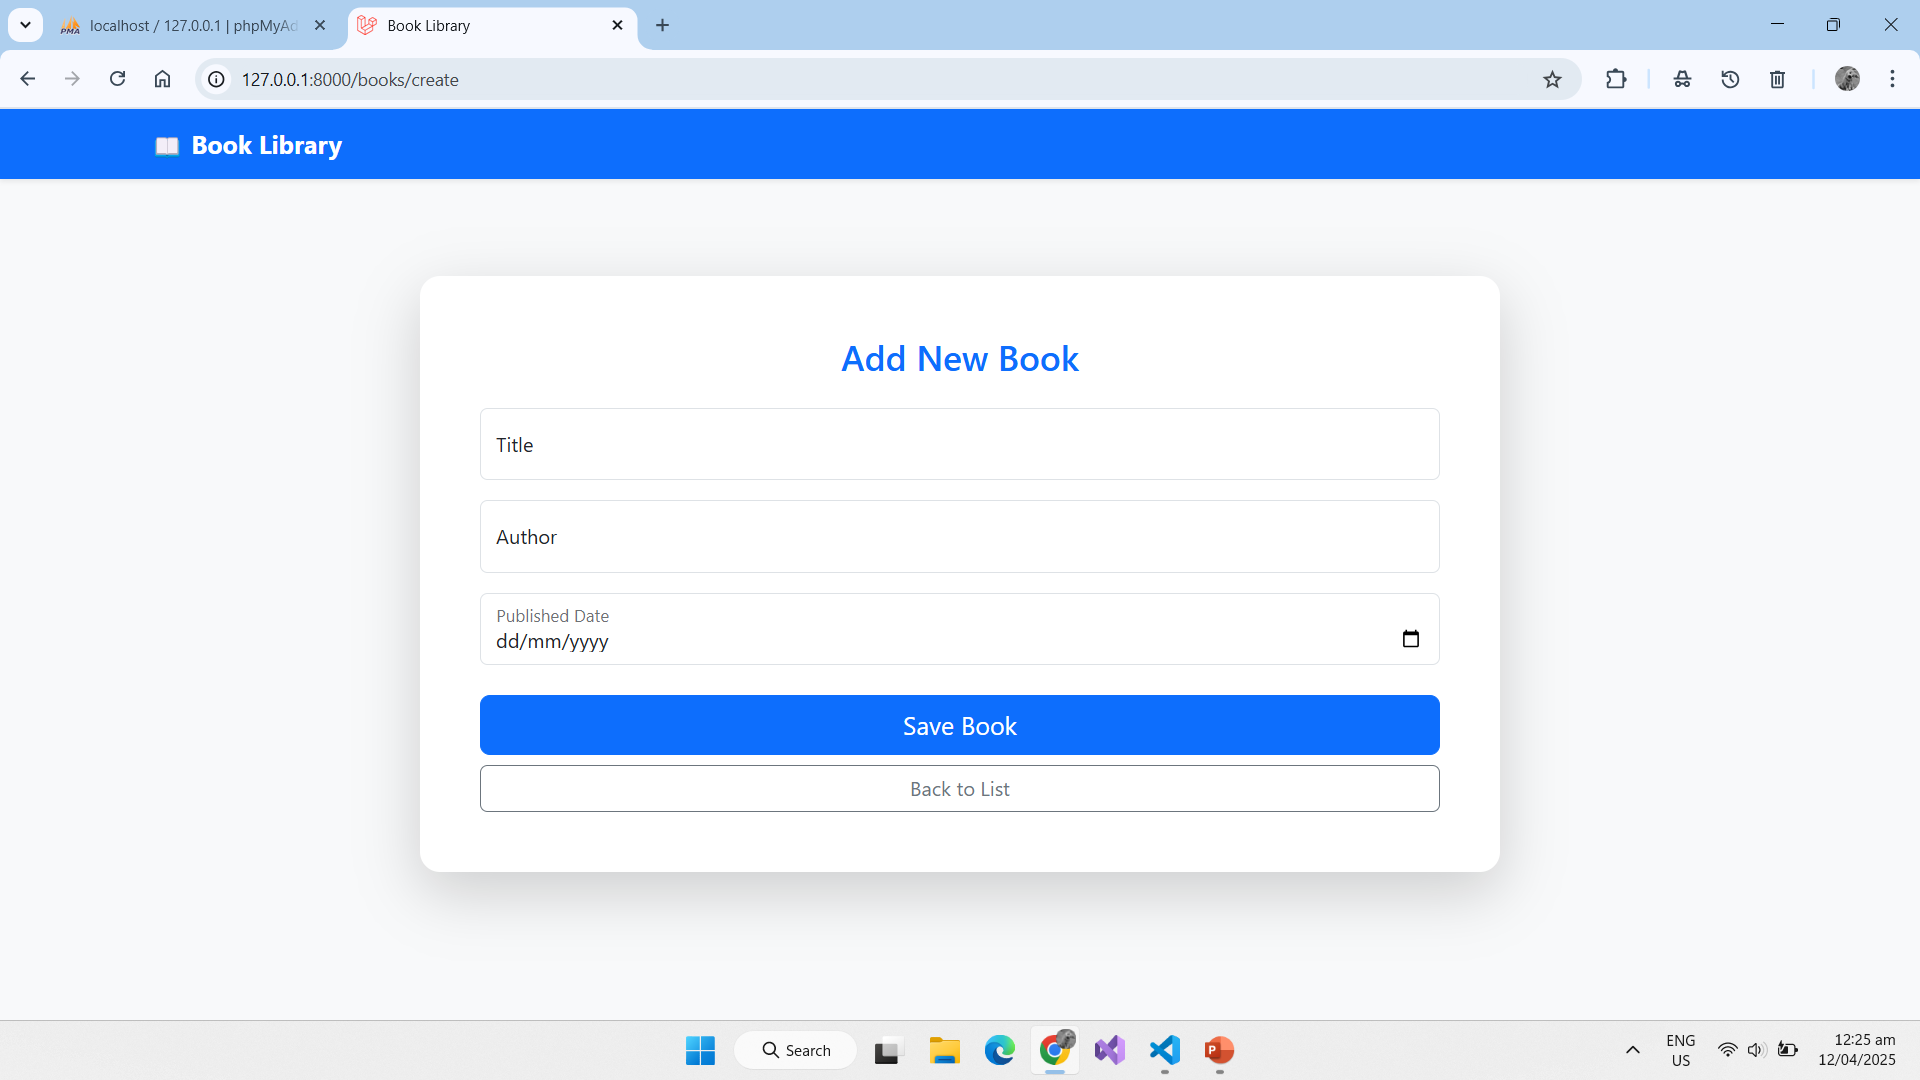 localhost / 127.0.0.1 | phpMyAd
Book Library
127.0.0.1:8000/books/create
Book Library
Add New Book
Title
Author
Published Date
dd/mm/yyyy
Save Book
Back to List
Search
ENG
US
12:25 am
12/04/2025